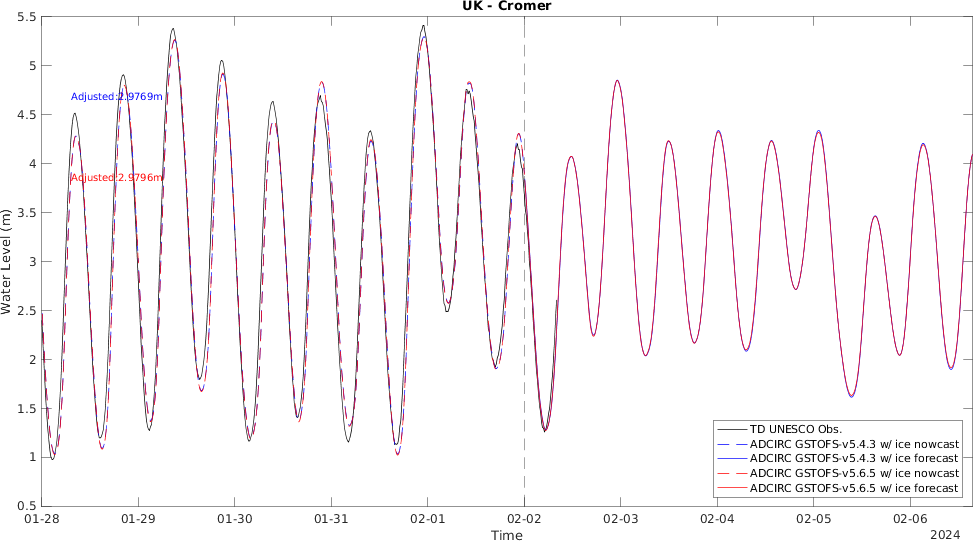 UK - Cromer
5.5
5
4.5
4
3.5
3
2.5
2
1.5
1
0.5
Water Level (m)
Adjusted:2.9769m
Adjusted:2.9796m
TD UNESCO Obs.
ADCIRC GSTOFS-v5.4.3 w/ ice nowcast
ADCIRC GSTOFS-v5.4.3 w/ ice forecast
ADCIRC GSTOFS-v5.6.5 w/ ice nowcast
ADCIRC GSTOFS-v5.6.5 w/ ice forecast
01-28 01-29 01-30 01-31 02-01 02-02 02-03 02-04 02-05 02-06
Time
2024